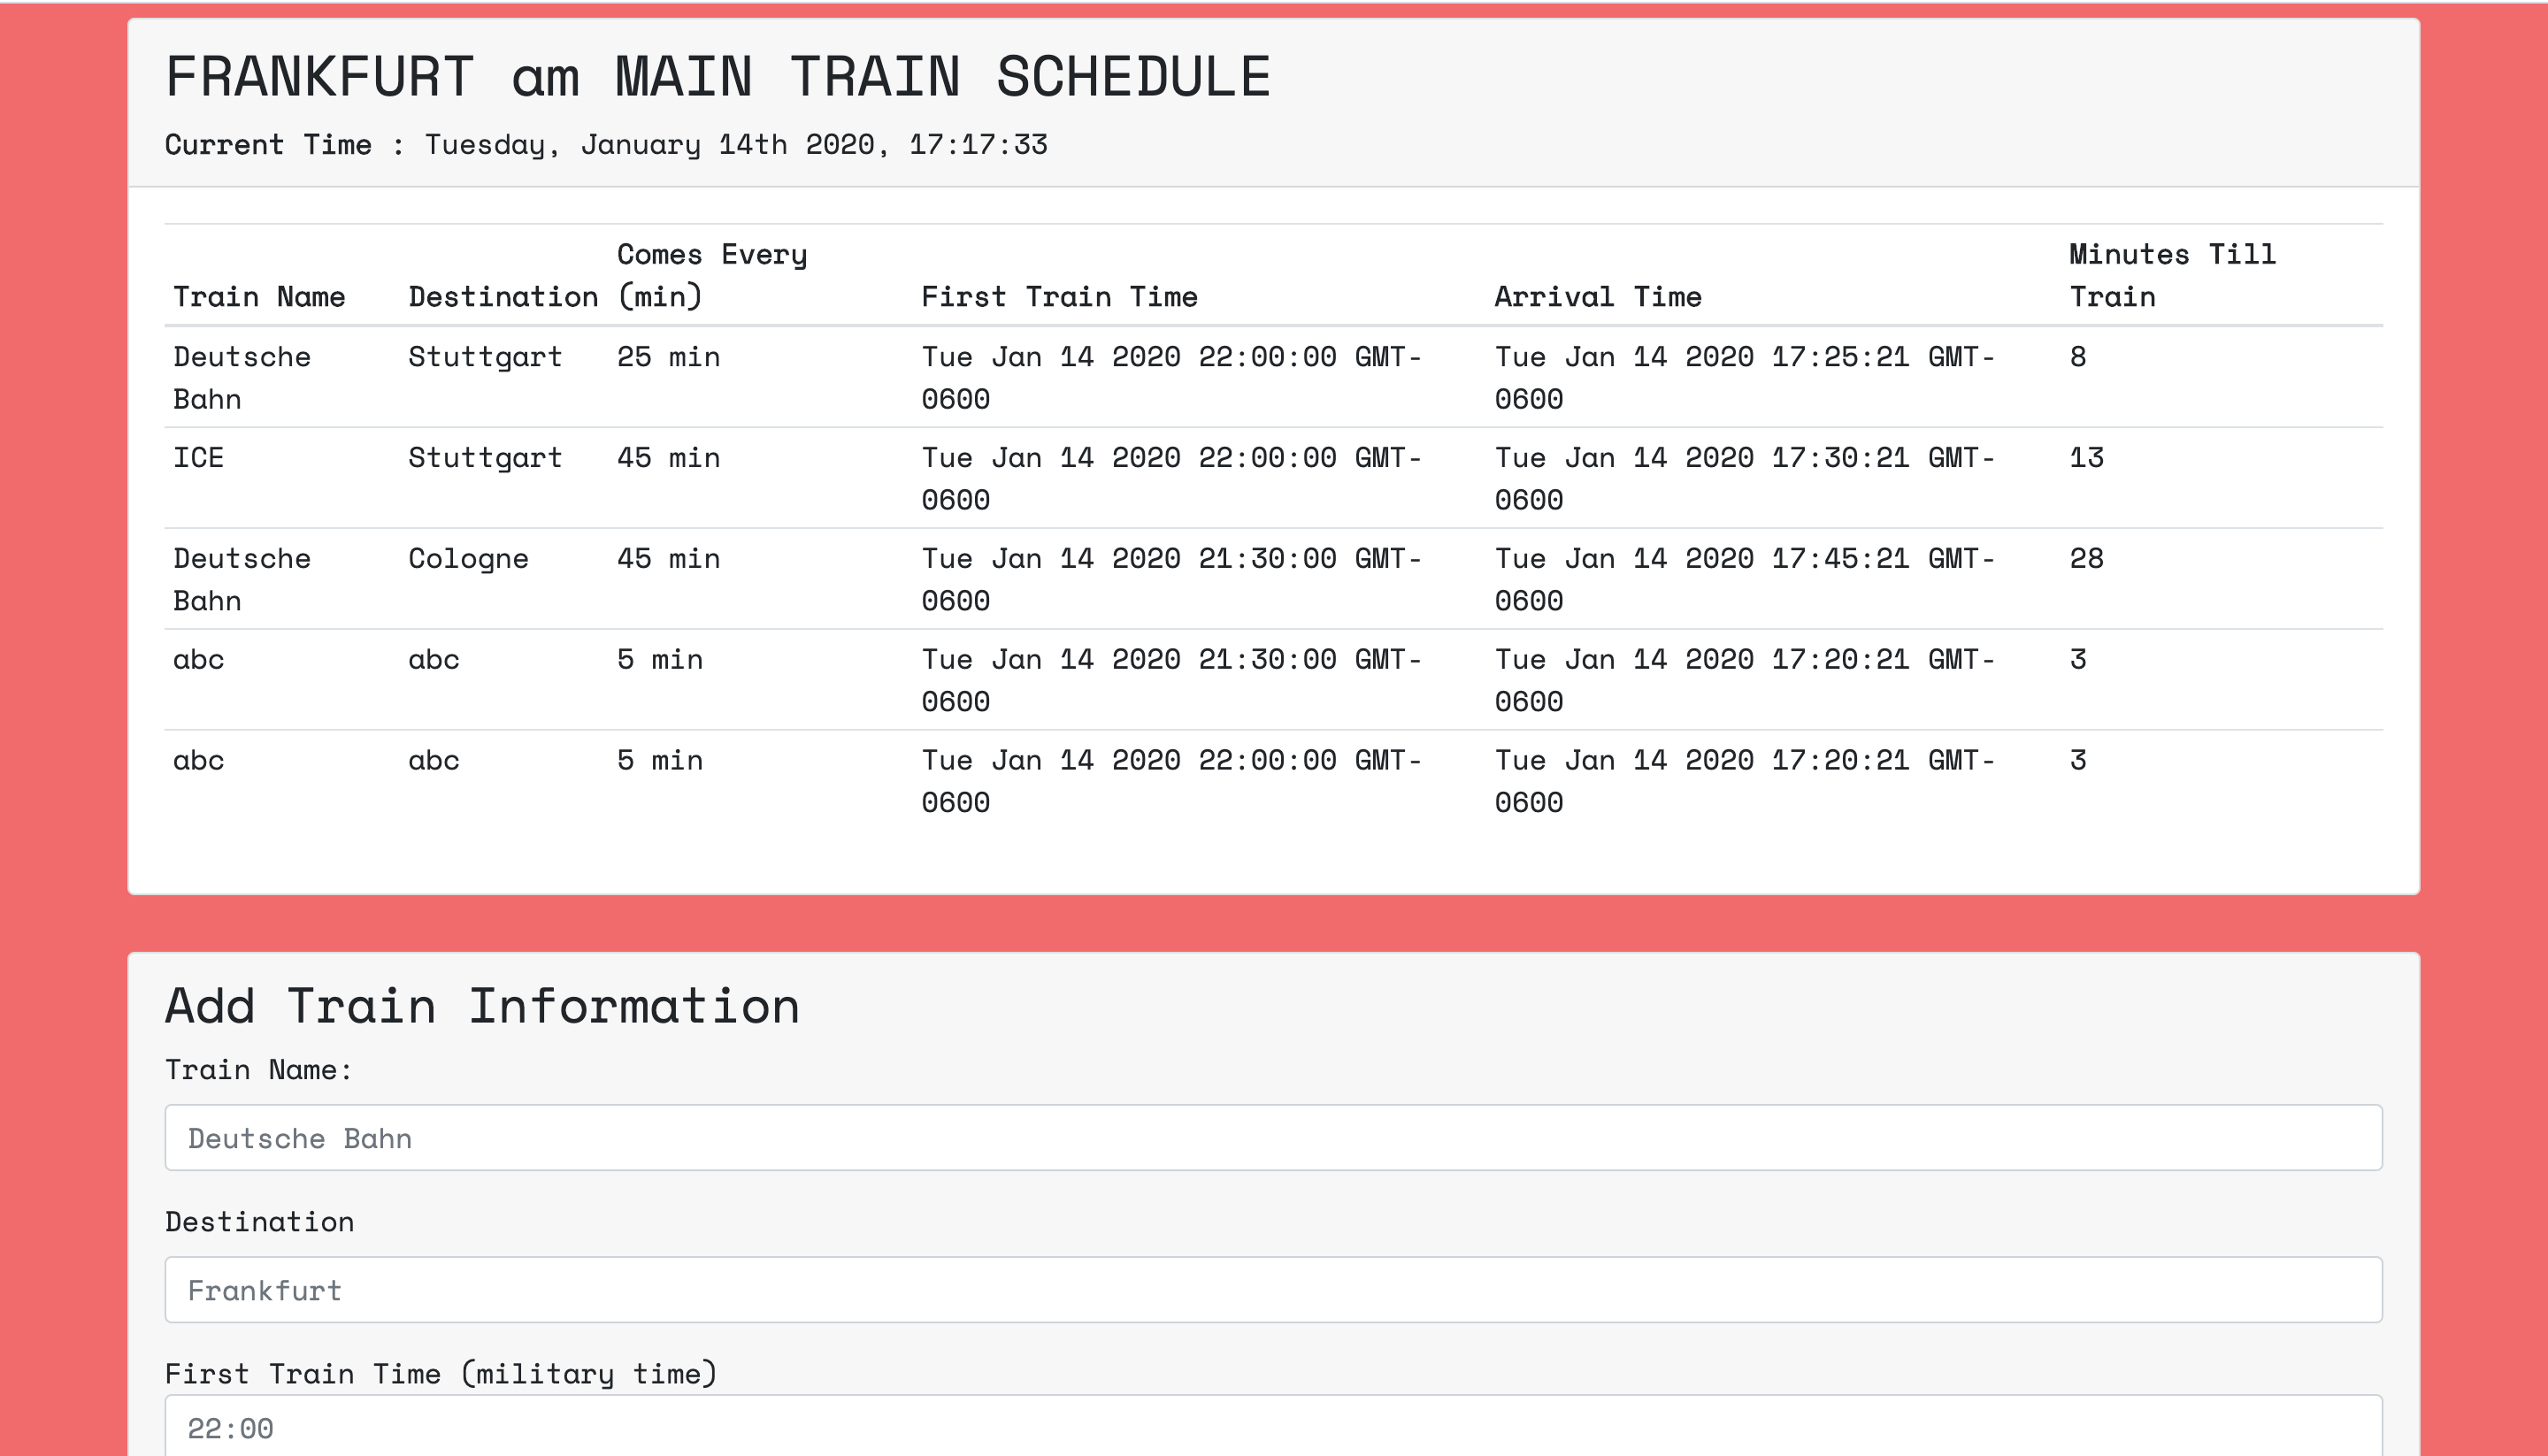 FRANKFURT am MAIN TRAIN SCHEDULE
Current Time : Tuesday, January 14th 2020, 17:17:33
Train Name Destination Comes Every (min) First Train Time Arrival Time Minutes Till Train
Deutsche Bahn Stuttgart 25 min Tue Jan 14 2020 22:00:00 GMT-0600 Tue Jan 14 2020 17:25:21 GMT-0600 8
ICE Stuttgart 45 min Tue Jan 14 2020 22:00:00 GMT-0600 Tue Jan 14 2020 17:30:21 GMT-0600 13
Deutsche Bahn Cologne 45 min Tue Jan 14 2020 21:30:00 GMT-0600 Tue Jan 14 2020 17:45:21 GMT-0600 28
abc abc 5 min Tue Jan 14 2020 21:30:00 GMT-0600 Tue Jan 14 2020 17:20:21 GMT-0600 3
abc abc 5 min Tue Jan 14 2020 22:00:00 GMT-0600 Tue Jan 14 2020 17:20:21 GMT-0600 3
Add Train Information
Train Name:
Deutsche Bahn
Destination
Frankfurt
First Train Time (military time)
22:00